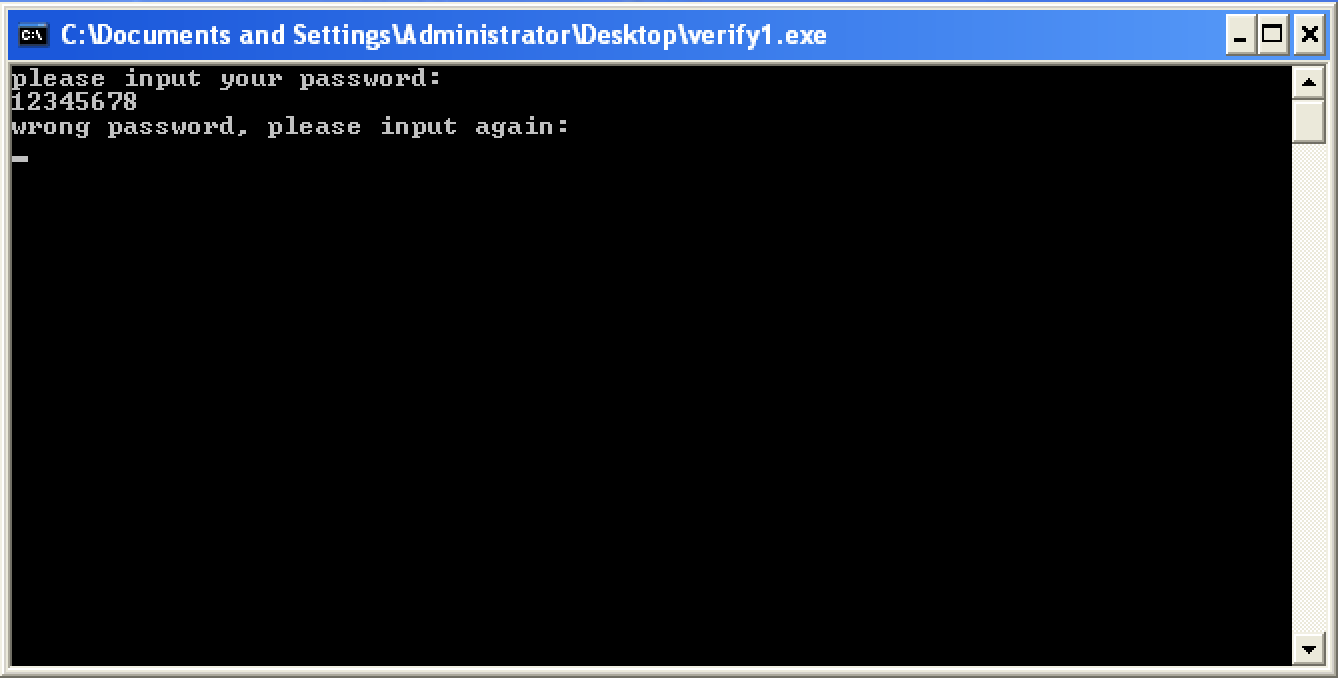 C:\Documents and Settings\Administrator\Desktop\verify1.exe
please input your password:
12345678
wrong password, please input again: